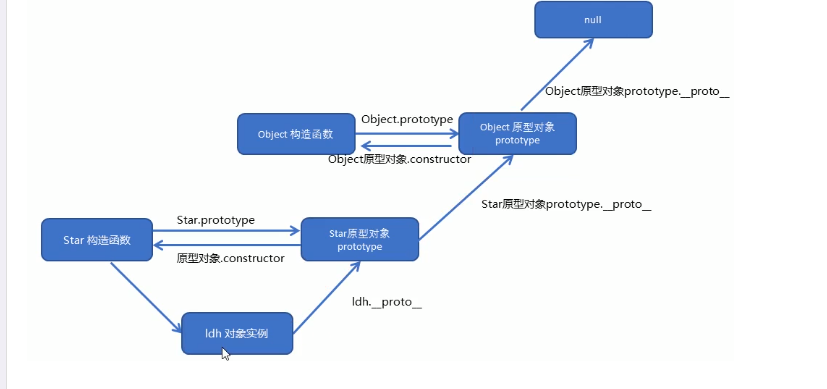 null
Object原型对象prototype.__proto__
Object.prototype
Object 构造函数
Object 原型对象
prototype
Object原型对象.constructor
Star原型对象prototype.__proto__
Star.prototype
Star 构造函数
Star原型对象
prototype
原型对象.constructor
ldh.__proto__
ldh 对象实例